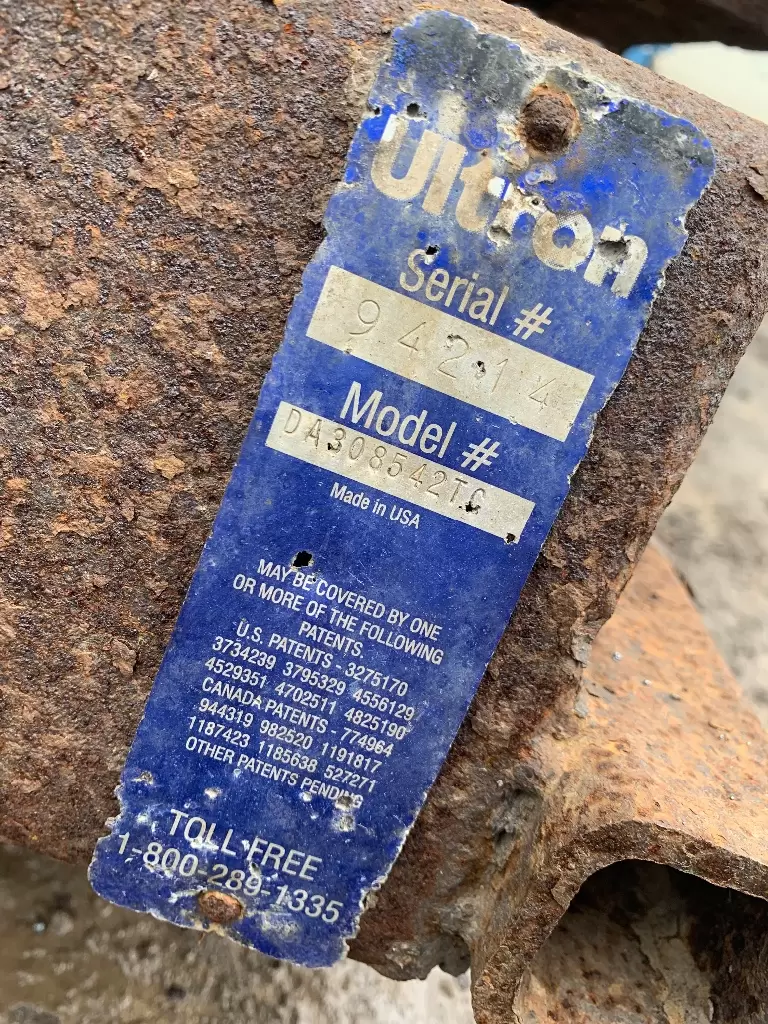 Ultron
Serial #
94214
Model #
DA308542TC
Made in USA
MAY BE COVERED BY ONE
OR MORE OF THE FOLLOWING
PATENTS
U.S. PATENTS - 3275170
3734239 3795329 4556129
4529351 4702511 4825190
CANADA PATENTS - 774964
944319 982520 1191817
1187423 1185638 527271
OTHER PATENTS PENDING
TOLL FREE
1-800-289-1335